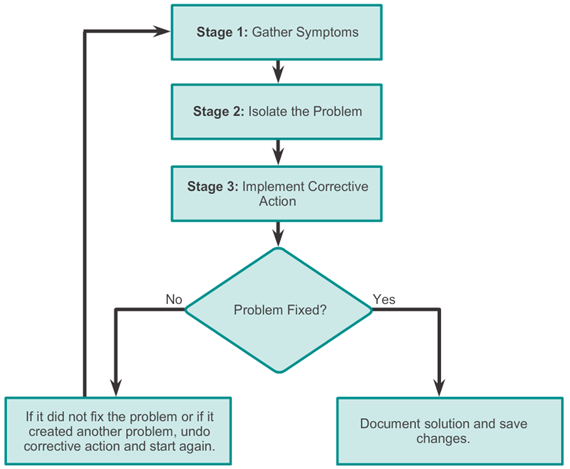 Stage 1: Gather Symptoms
Stage 2: Isolate the Problem
Stage 3: Implement Corrective
Action
Problem Fixed?
No
Yes
If it did not fix the problem or if it
created another problem, undo
corrective action and start again.
Document solution and save
changes.